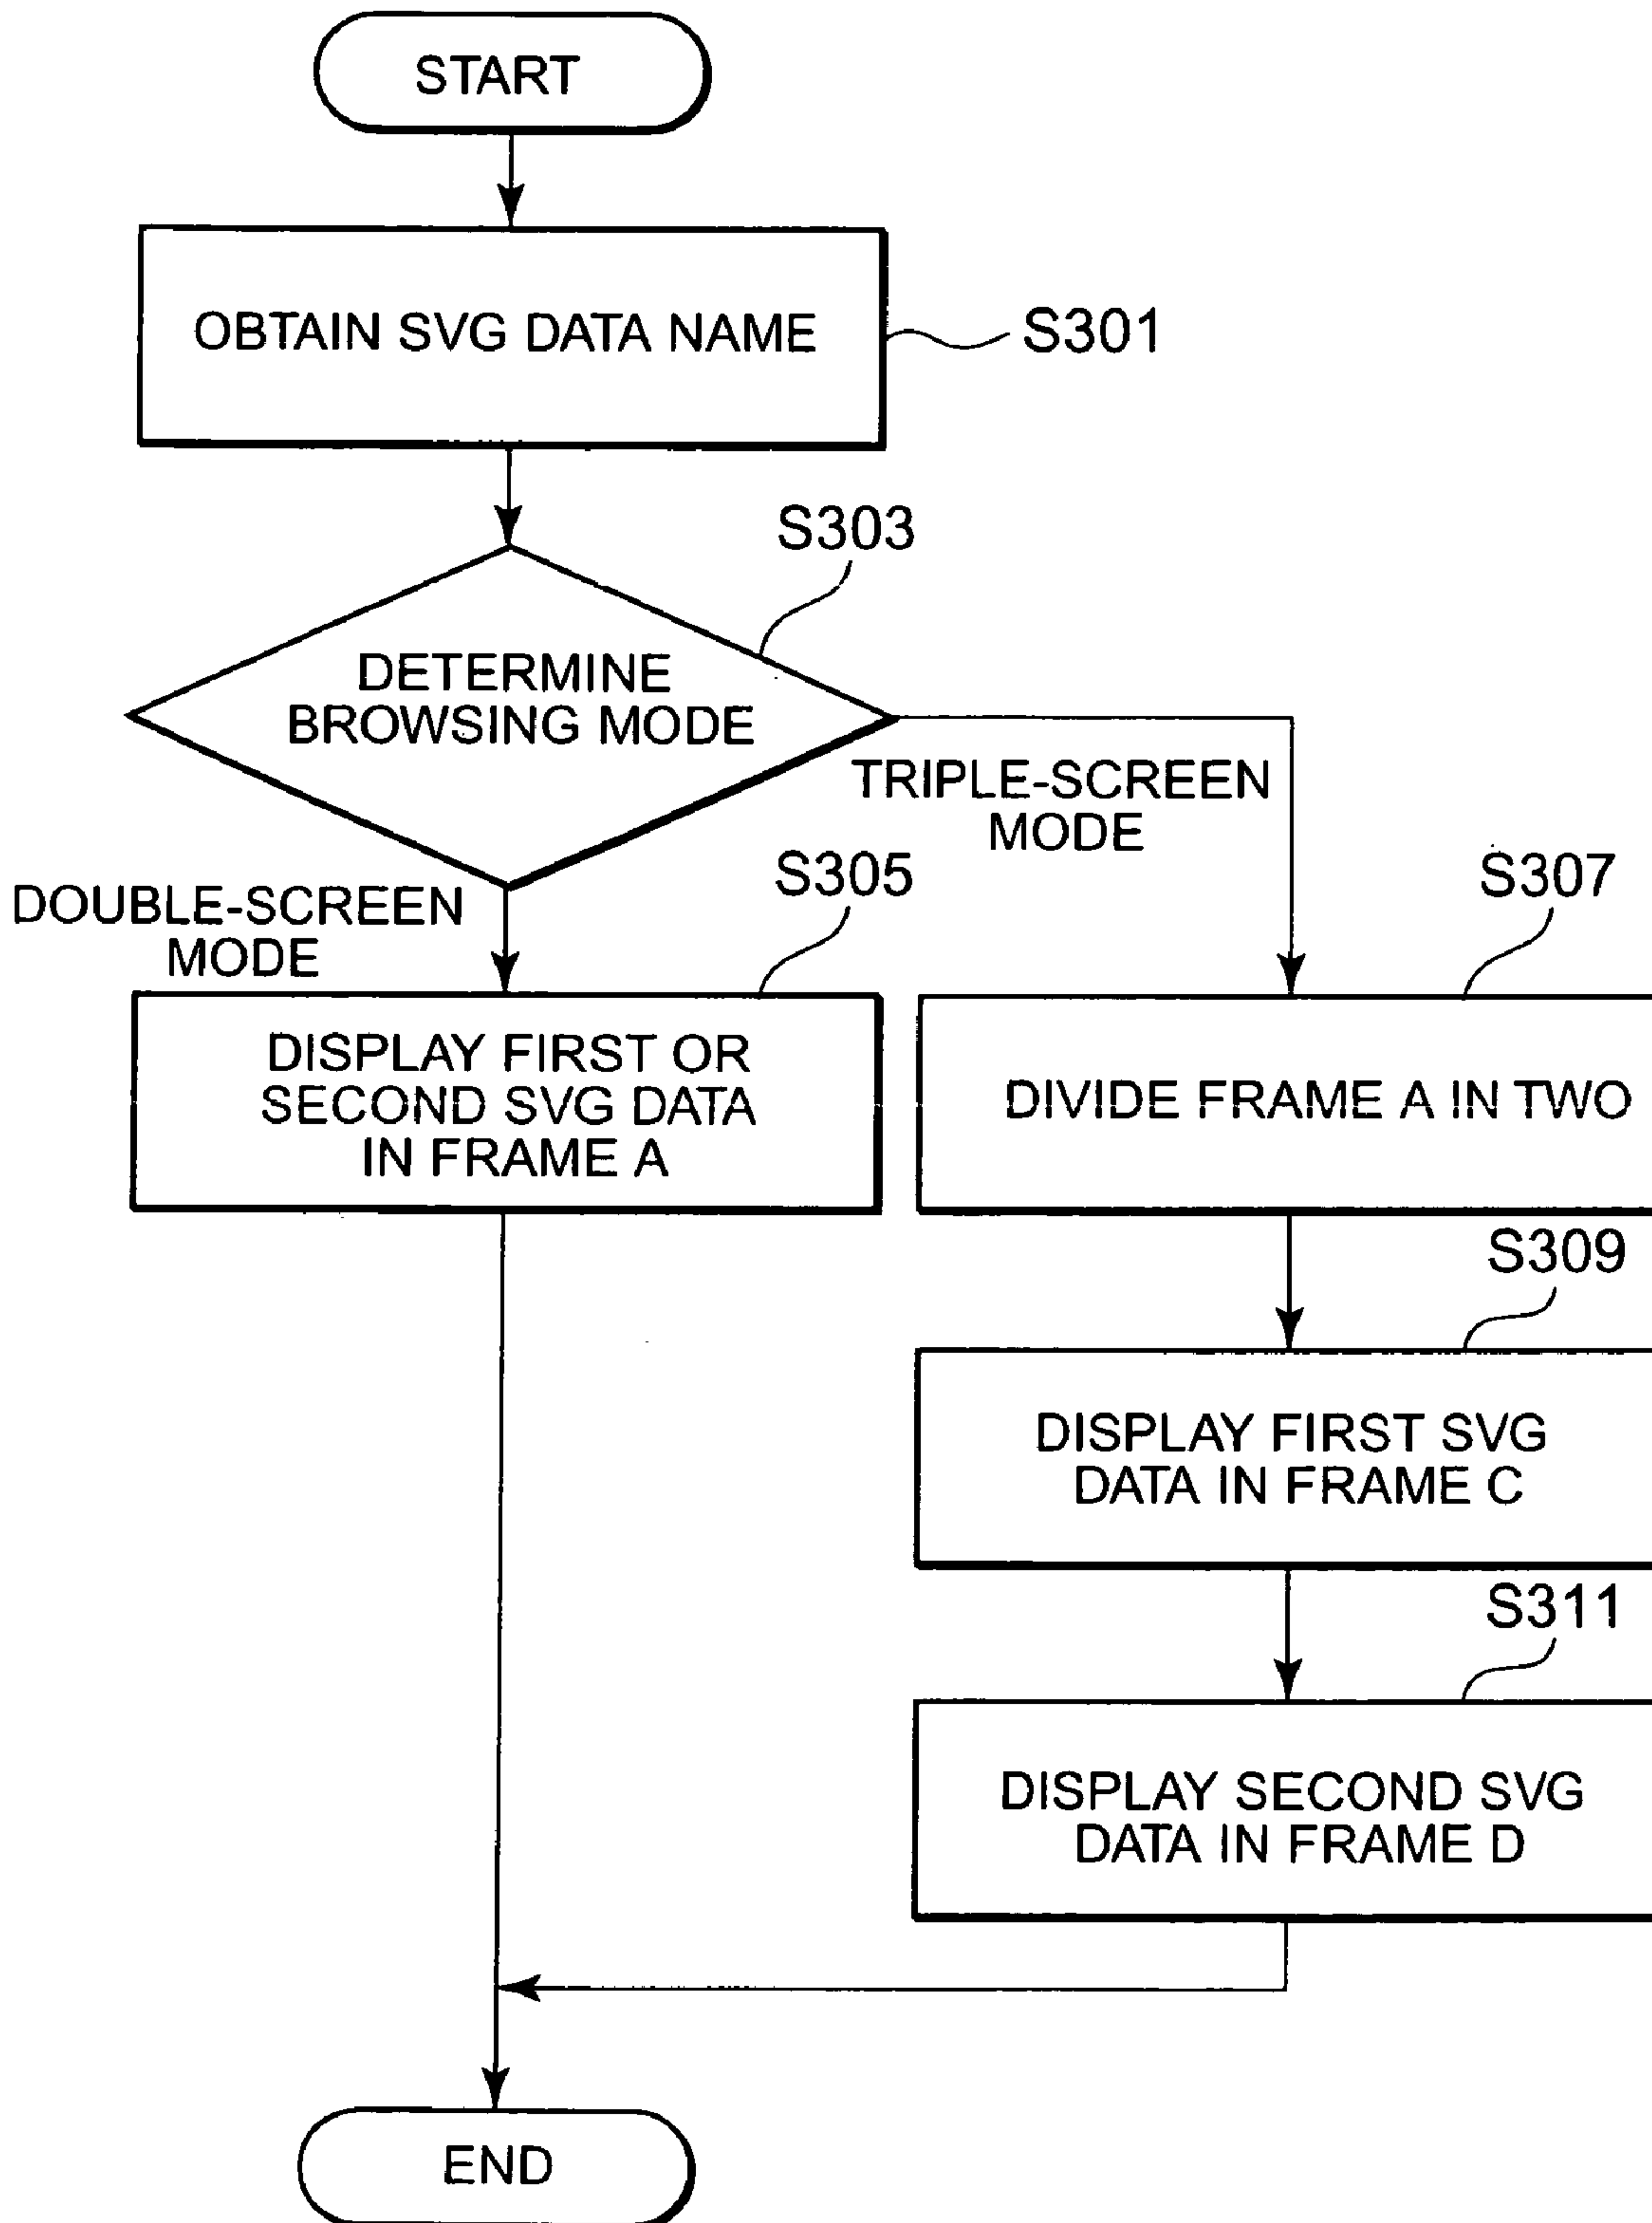 START
OBTAIN SVG DATA NAME
S301
S303
DETERMINE
BROWSING MODE
TRIPLE-SCREEN
MODE
DOUBLE-SCREEN
MODE
S305
DISPLAY FIRST OR
SECOND SVG DATA
IN FRAME A
S307
DIVIDE FRAME A IN TWO
S309
DISPLAY FIRST SVG
DATA IN FRAME C
S311
DISPLAY SECOND SVG
DATA IN FRAME D
END